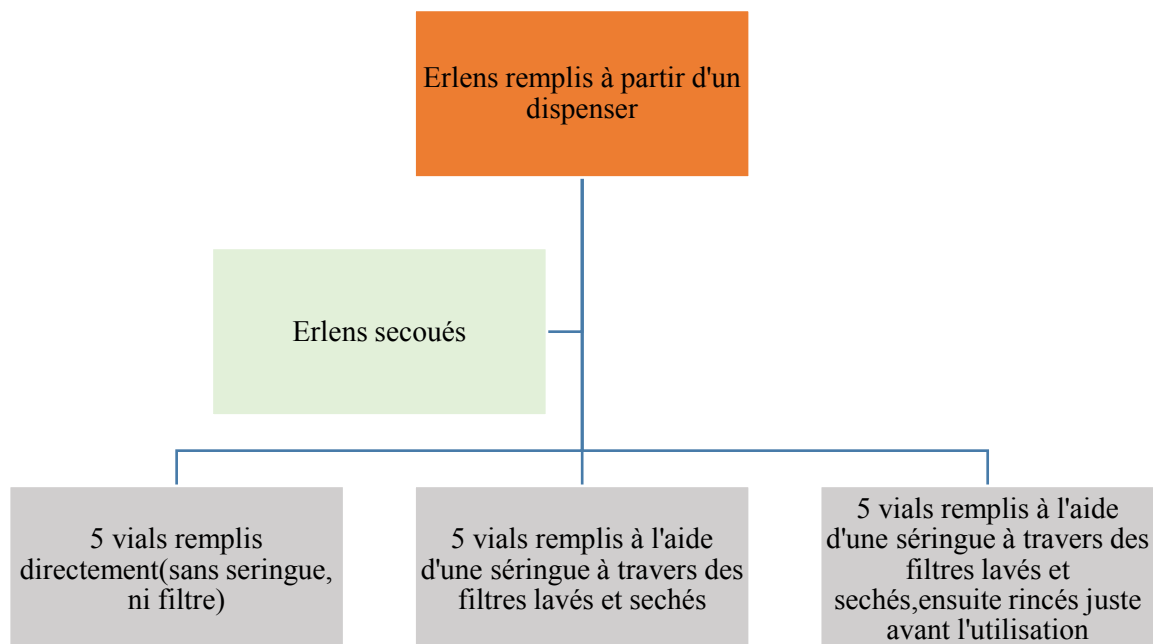 Erlens remplis à partir d'un
dispenser
Erlens secoués
5 vials remplis
directement(sans seringue,
ni filtre)
5 vials remplis à l'aide
d'une séringue à travers des
filtres lavés et sechés
5 vials remplis à l'aide
d'une séringue à travers des
filtres lavés et
sechés,ensuite rincés juste
avant l'utilisation